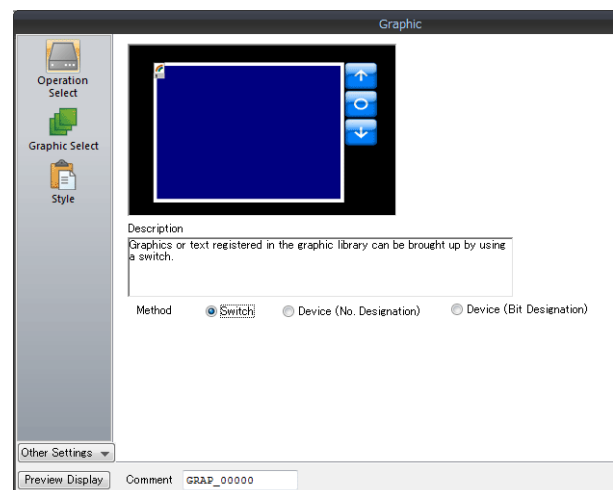 Graphic
Operation
Select
Graphic Select
Style
Description
Graphics or text registered in the graphic library can be brought up by using
a switch.
Method Switch Device (No. Designation) Device (Bit Designation)
Other Settings
Preview Display Comment GRAP_00000